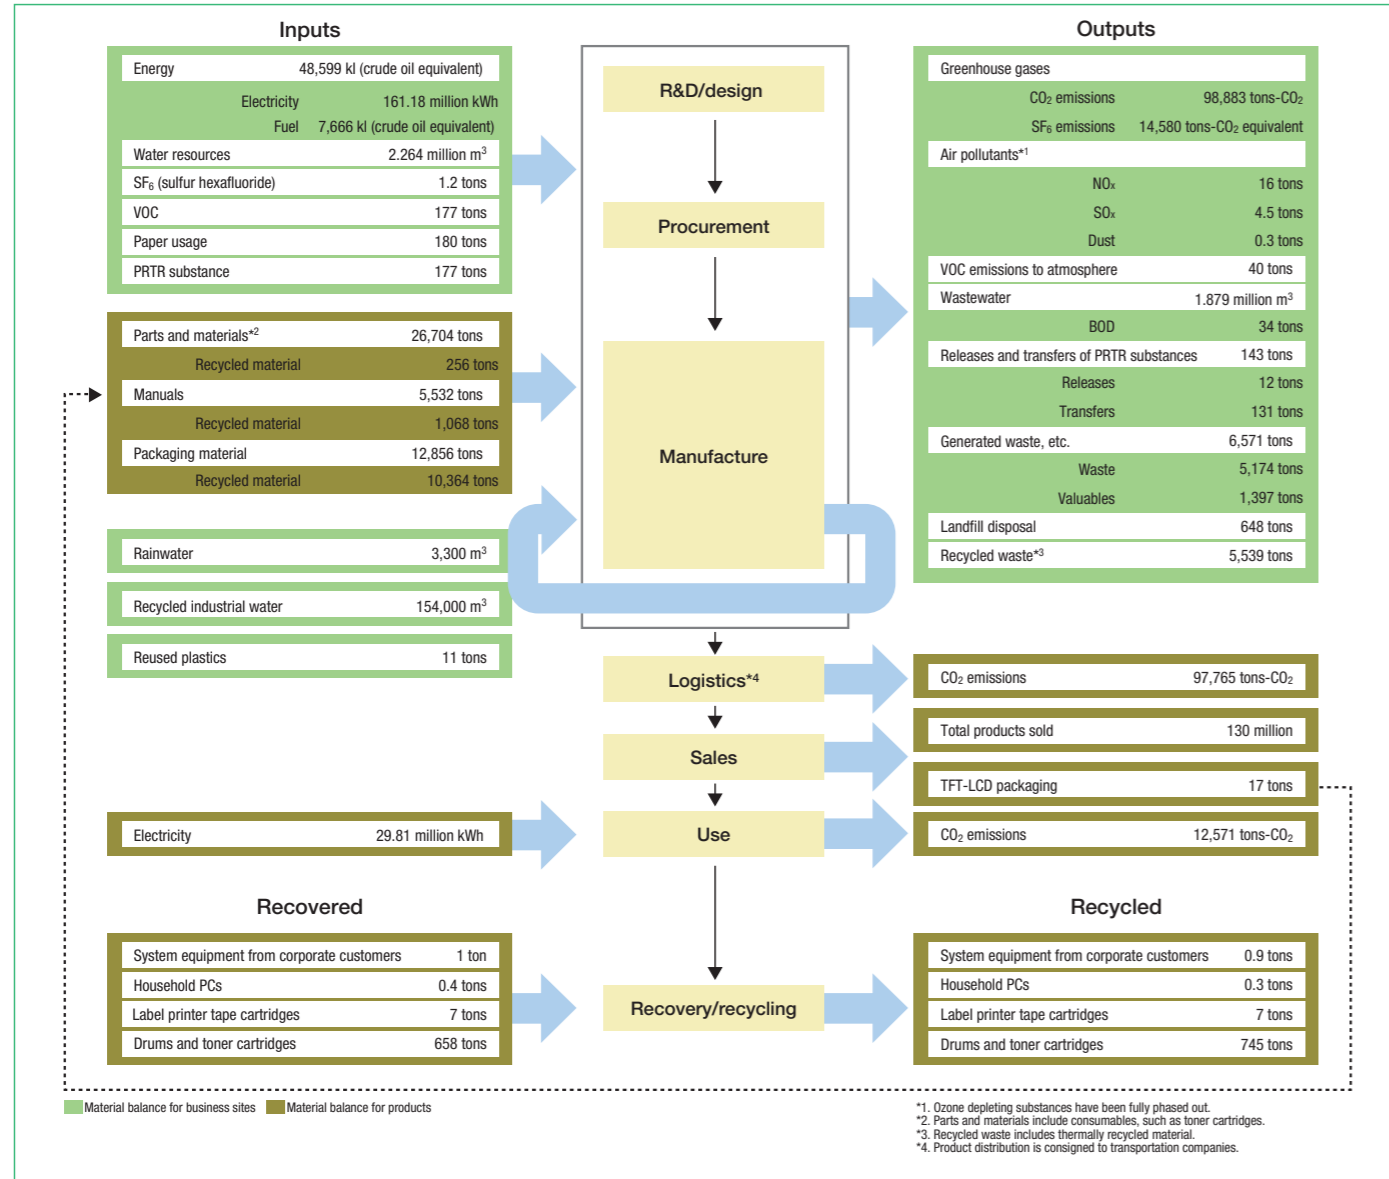 Inputs
Energy 48,599 kl (crude oil equivalent)
Electricity 161.18 million kWh
Fuel 7,666 kl (crude oil equivalent)
Water resources 2.264 million m³
SF₆ (sulfur hexafluoride) 1.2 tons
VOC 177 tons
Paper usage 180 tons
PRTR substance 177 tons
Parts and materials*2 26,704 tons
Recycled material 256 tons
Manuals 5,532 tons
Recycled material 1,068 tons
Packaging material 12,856 tons
Recycled material 10,364 tons
Rainwater 3,300 m³
Recycled industrial water 154,000 m³
Reused plastics 11 tons
Electricity 29.81 million kWh
Recovered
System equipment from corporate customers 1 ton
Household PCs 0.4 tons
Label printer tape cartridges 7 tons
Drums and toner cartridges 658 tons
R&D/design
Procurement
Manufacture
Logistics*4
Sales
Use
Recovery/recycling
Outputs
Greenhouse gases
CO₂ emissions 98,883 tons-CO₂
SF₆ emissions 14,580 tons-CO₂ equivalent
Air pollutants*1
NOx 16 tons
SOx 4.5 tons
Dust 0.3 tons
VOC emissions to atmosphere 40 tons
Wastewater 1.879 million m³
BOD 34 tons
Releases and transfers of PRTR substances 143 tons
Releases 12 tons
Transfers 131 tons
Generated waste, etc. 6,571 tons
Waste 5,174 tons
Valuables 1,397 tons
Landfill disposal 648 tons
Recycled waste*3 5,539 tons
CO₂ emissions 97,765 tons-CO₂
Total products sold 130 million
TFT-LCD packaging 17 tons
CO₂ emissions 12,571 tons-CO₂
Recycled
System equipment from corporate customers 0.9 tons
Household PCs 0.3 tons
Label printer tape cartridges 7 tons
Drums and toner cartridges 745 tons
Material balance for business sites Material balance for products
*1. Ozone depleting substances have been fully phased out.
*2. Parts and materials include consumables, such as toner cartridges.
*3. Recycled waste includes thermally recycled material.
*4. Product distribution is consigned to transportation companies.